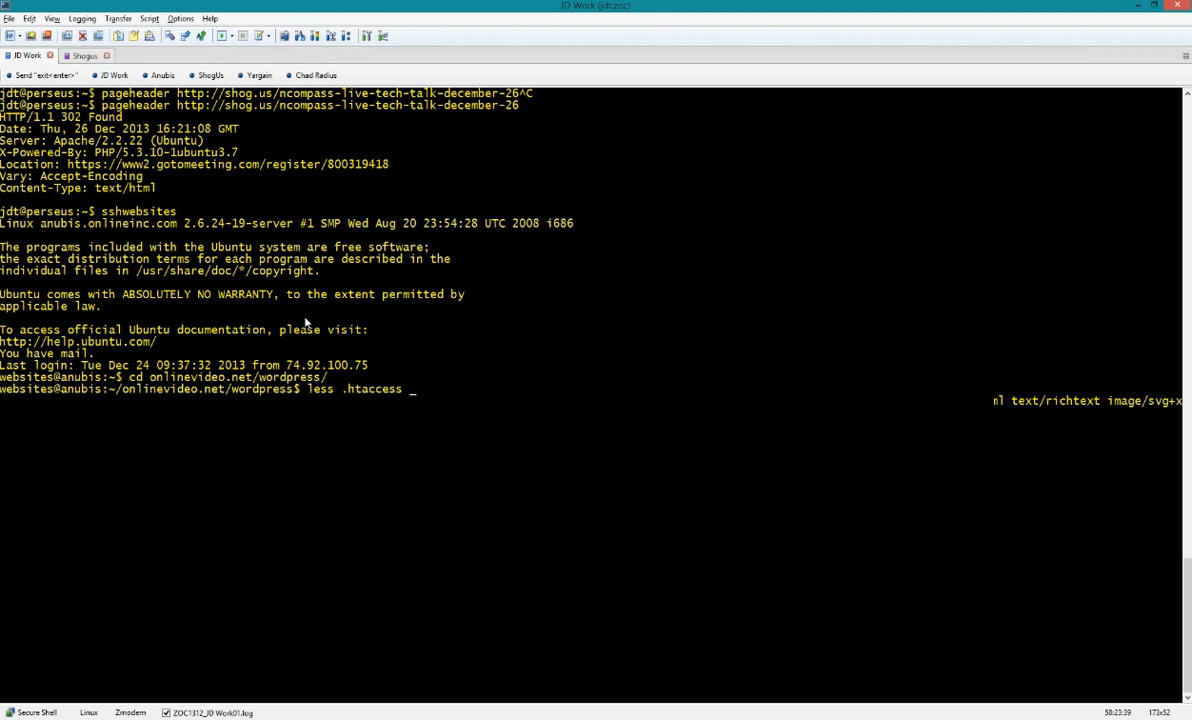 JD Work (jdt.zoc)
File Edit View Logging Transfer Script Options Help
JD Work Shogus
Send "exit<enter>" JD Work Anubis ShogUs Yargain Chad Radius
jdt@perseus:~$ pageheader http://shog.us/ncompass-live-tech-talk-december-26^C
jdt@perseus:~$ pageheader http://shog.us/ncompass-live-tech-talk-december-26
HTTP/1.1 302 Found
Date: Thu, 26 Dec 2013 16:21:08 GMT
Server: Apache/2.2.22 (Ubuntu)
X-Powered-By: PHP/5.3.10-1ubuntu3.7
Location: https://www2.gotomeeting.com/register/800319418
Vary: Accept-Encoding
Content-Type: text/html
jdt@perseus:~$ sshwebsites
Linux anubis.onlineinc.com 2.6.24-19-server #1 SMP Wed Aug 20 23:54:28 UTC 2008 i686
The programs included with the Ubuntu system are free software;
the exact distribution terms for each program are described in the
individual files in /usr/share/doc/*/copyright.
Ubuntu comes with ABSOLUTELY NO WARRANTY, to the extent permitted by
applicable law.
To access official Ubuntu documentation, please visit:
http://help.ubuntu.com/
You have mail.
Last login: Tue Dec 24 09:37:32 2013 from 74.92.100.75
websites@anubis:~$ cd onlinevideo.net/wordpress/
websites@anubis:~/onlinevideo.net/wordpress$ less .htaccess _
ml text/richtext image/svg+x
Secure Shell Linux Zmodem ZOC1312_JD Work01.log 58:23:39 173x52